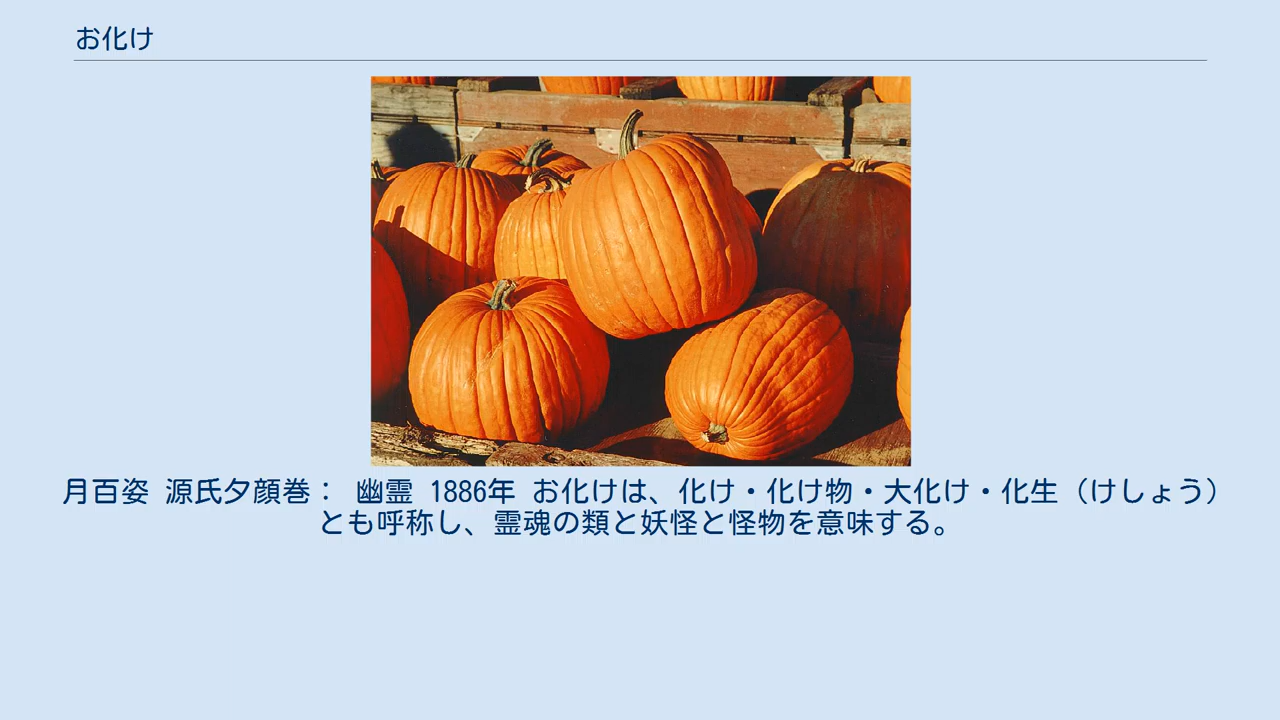 お化け
月百姿 源氏夕顔巻： 幽霊 1886年 お化けは、化け・化け物・大化け・化生（けしょう）
とも呼称し、霊魂の類と妖怪と怪物を意味する。